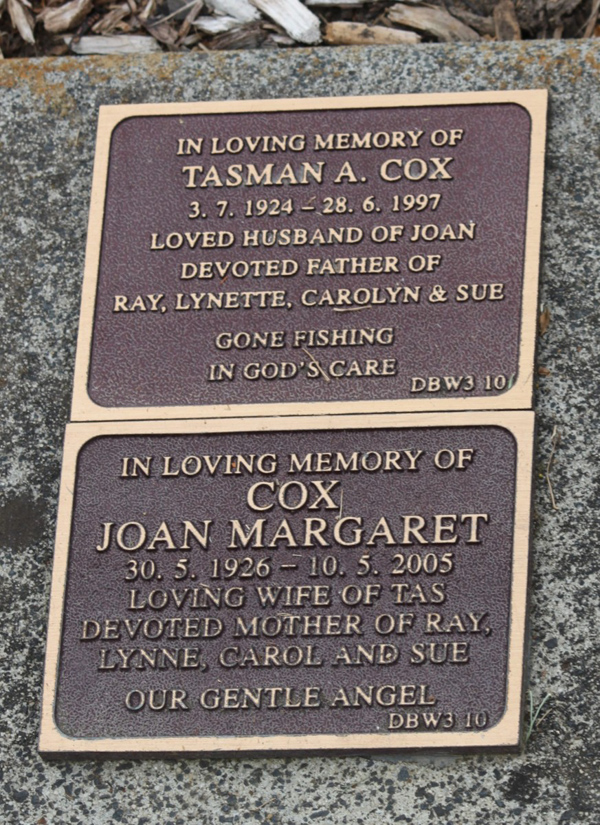 IN LOVING MEMORY OF
TASMAN A. COX
3. 7. 1924 – 28. 6. 1997
LOVED HUSBAND OF JOAN
DEVOTED FATHER OF
RAY, LYNETTE, CAROLYN & SUE
GONE FISHING
IN GOD'S CARE
DBW3 10
IN LOVING MEMORY OF
COX
JOAN MARGARET
30. 5. 1926 – 10. 5. 2005
LOVING WIFE OF TAS
DEVOTED MOTHER OF RAY,
LYNNE, CAROL AND SUE
OUR GENTLE ANGEL
DBW3 10